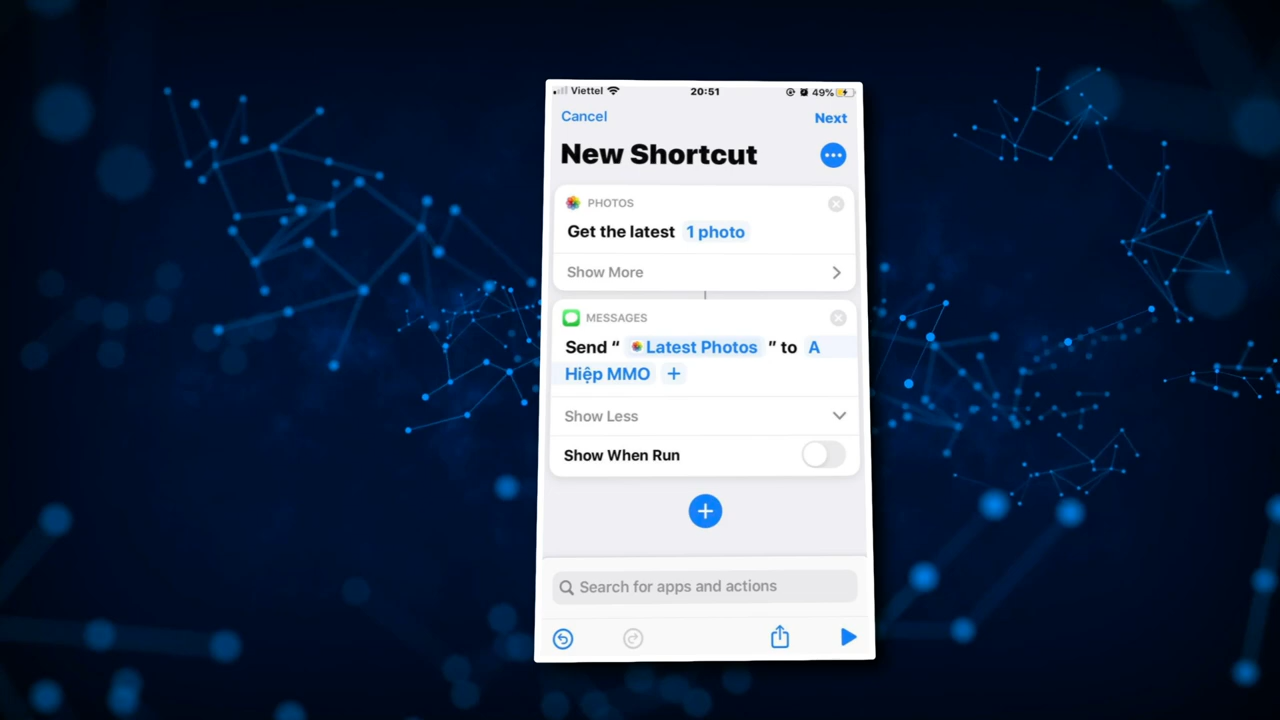 Viettel 20:51 49%
Cancel Next
New Shortcut
PHOTOS
Get the latest 1 photo
Show More
MESSAGES
Send “ Latest Photos ” to A
Hiệp MMO +
Show Less
Show When Run
Search for apps and actions